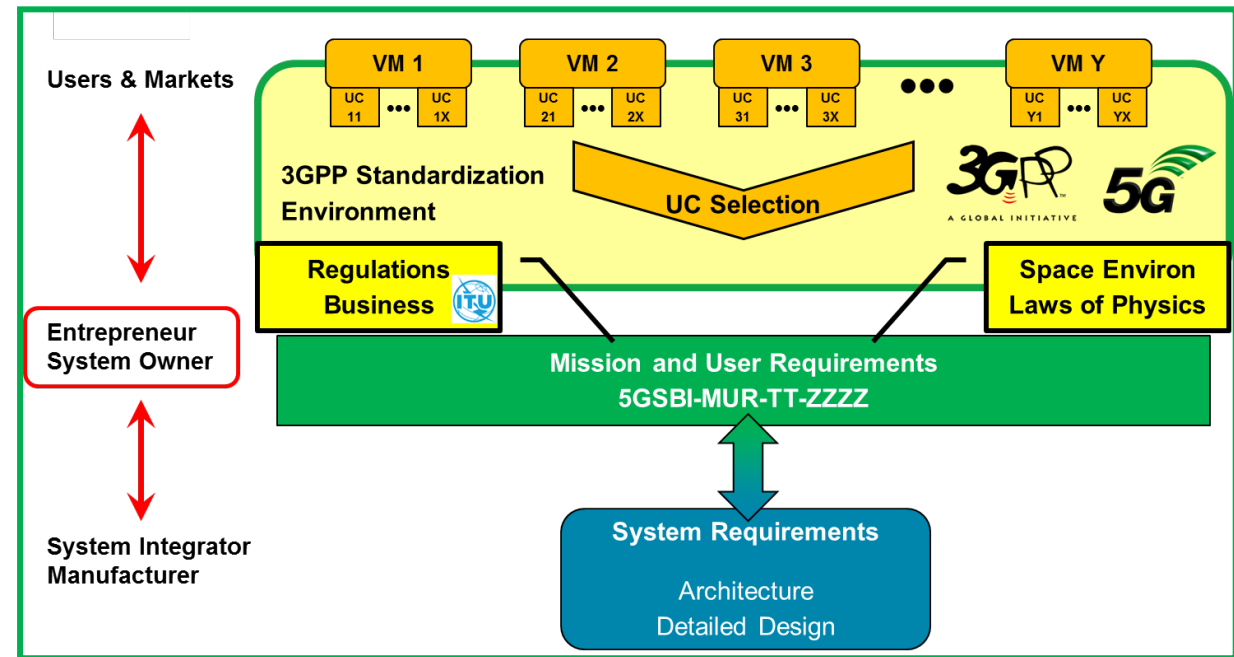 VM 1
VM 2
VM 3
VM Y
Users & Markets
UC
11
•••
UC
1X
UC
21
•••
UC
2X
UC
31
•••
UC
3X
•••
UC
Y1
•••
UC
YX
3GPP Standardization
Environment
UC Selection
3GPP™
A GLOBAL INITIATIVE
5G
Regulations
Business
ITU
Space Environ
Laws of Physics
Entrepreneur
System Owner
Mission and User Requirements
5GSBI-MUR-TT-ZZZZ
System Integrator
Manufacturer
System Requirements
Architecture
Detailed Design